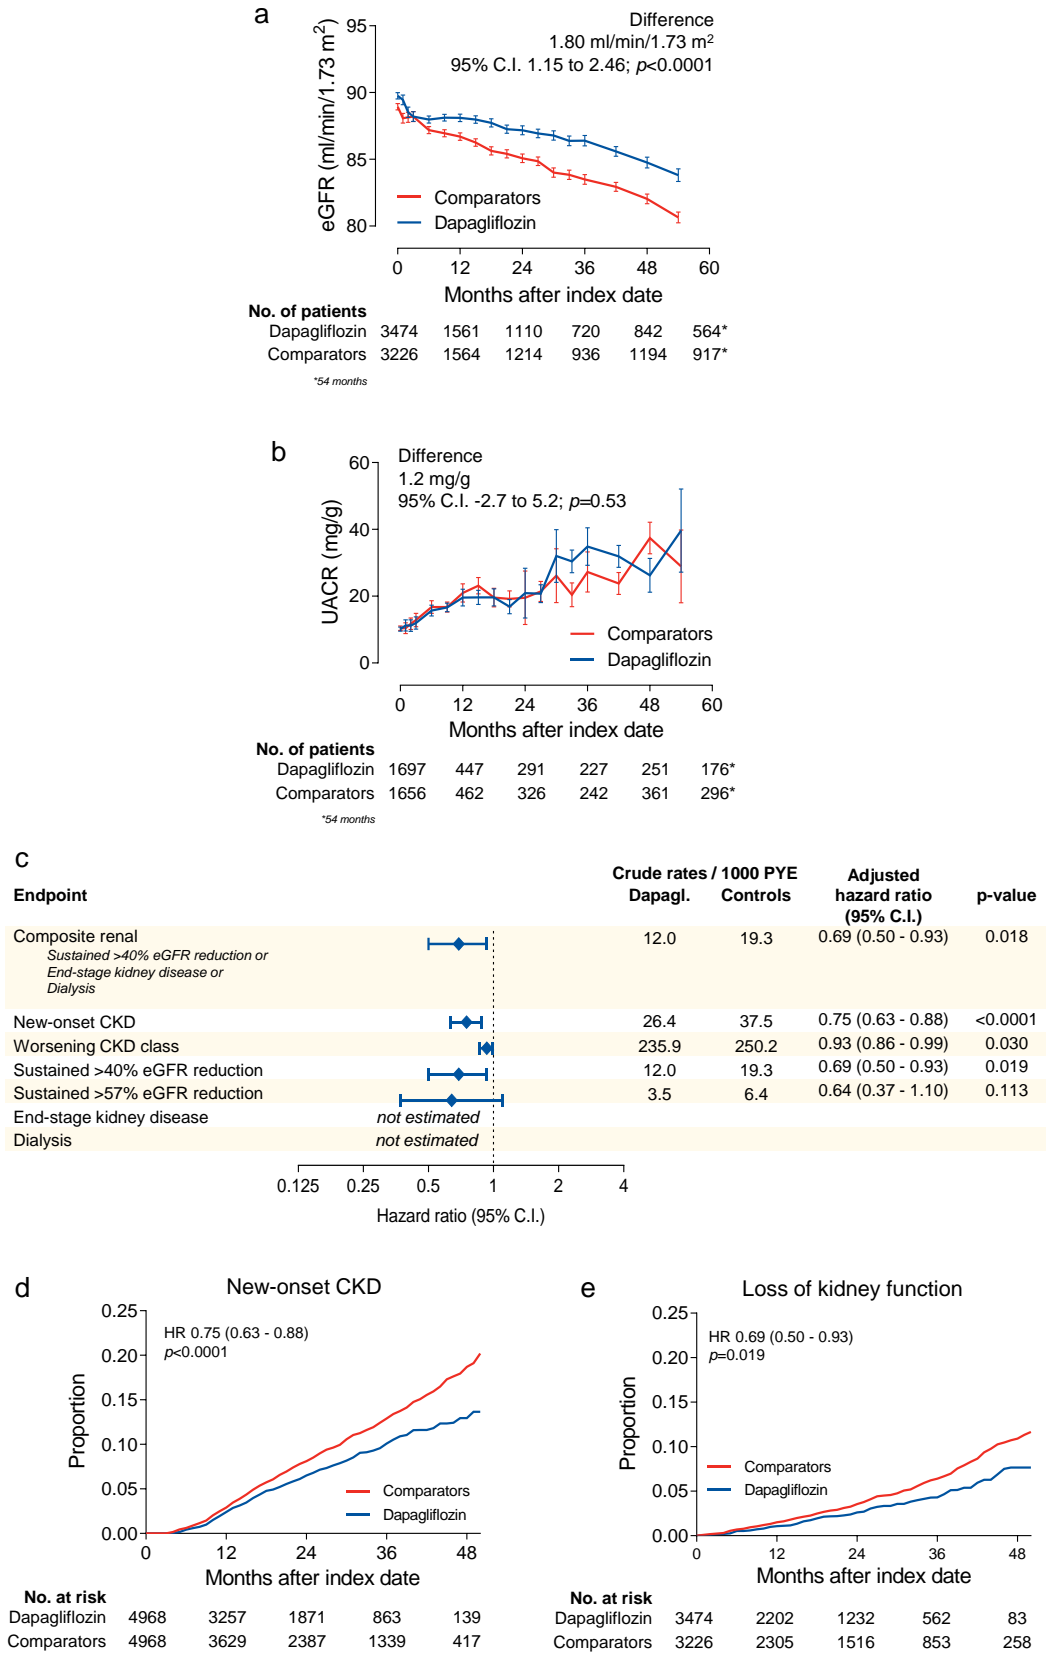 a
Difference
1.80 ml/min/1.73 m²
95% C.I. 1.15 to 2.46; p<0.0001
eGFR (ml/min/1.73 m²)
95
90
85
80
Comparators
Dapagliflozin
0 12 24 36 48 60
Months after index date
No. of patients
Dapagliflozin 3474 1561 1110 720 842 564*
Comparators 3226 1564 1214 936 1194 917*
*54 months
b
Difference
1.2 mg/g
95% C.I. -2.7 to 5.2; p=0.53
UACR (mg/g)
60
40
20
0
Comparators
Dapagliflozin
0 12 24 36 48 60
Months after index date
No. of patients
Dapagliflozin 1697 447 291 227 251 176*
Comparators 1656 462 326 242 361 296*
*54 months
c
Crude rates / 1000 PYE Adjusted
Endpoint Dapagl. Controls hazard ratio p-value
(95% C.I.)
Composite renal 12.0 19.3 0.69 (0.50 - 0.93) 0.018
Sustained >40% eGFR reduction or
End-stage kidney disease or
Dialysis
New-onset CKD 26.4 37.5 0.75 (0.63 - 0.88) <0.0001
Worsening CKD class 235.9 250.2 0.93 (0.86 - 0.99) 0.030
Sustained >40% eGFR reduction 12.0 19.3 0.69 (0.50 - 0.93) 0.019
Sustained >57% eGFR reduction 3.5 6.4 0.64 (0.37 - 1.10) 0.113
End-stage kidney disease not estimated
Dialysis not estimated
0.125 0.25 0.5 1 2 4
Hazard ratio (95% C.I.)
d
New-onset CKD
HR 0.75 (0.63 - 0.88)
p<0.0001
Proportion
0.25
0.20
0.15
0.10
0.05
0.00
Comparators
Dapagliflozin
0 12 24 36 48
Months after index date
No. at risk
Dapagliflozin 4968 3257 1871 863 139
Comparators 4968 3629 2387 1339 417
e
Loss of kidney function
HR 0.69 (0.50 - 0.93)
p=0.019
Proportion
0.25
0.20
0.15
0.10
0.05
0.00
Comparators
Dapagliflozin
0 12 24 36 48
Months after index date
No. at risk
Dapagliflozin 3474 2202 1232 562 83
Comparators 3226 2305 1516 853 258